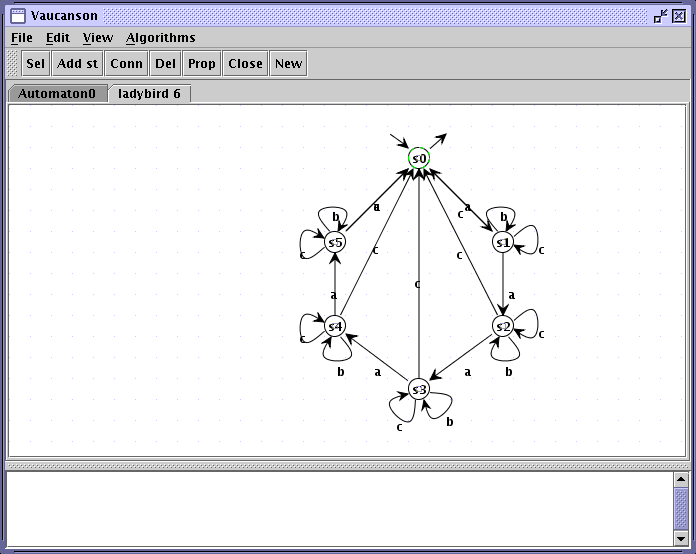 Vaucanson
File Edit View Algorithms
Sel Add st Conn Del Prop Close New
Automaton0 ladybird 6
s0
a c a
b b
s5 s1
c c c c
c
a a
s4 s2
c c
b a a b
s3
c b